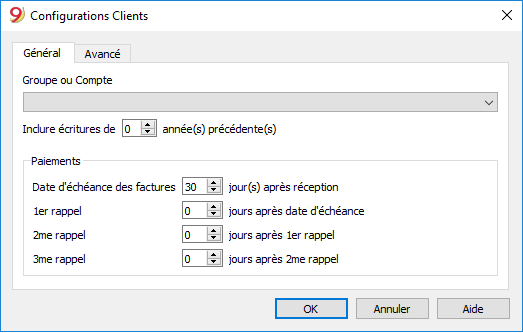 9 Configurations Clients
Général Avancé
Groupe ou Compte
Inclure écritures de 0 année(s) précédente(s)
Paiements
Date d'échéance des factures 30 jour(s) après réception
1er rappel 0 jours après date d'échéance
2me rappel 0 jours après 1er rappel
3me rappel 0 jours après 2me rappel
OK Annuler Aide